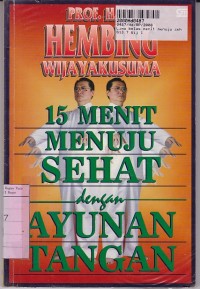 PROF. H.
HEMBING
WIJAYAKUSUMA
15 MENIT
MENUJU
SEHAT
dengan
AYUNAN
TANGAN